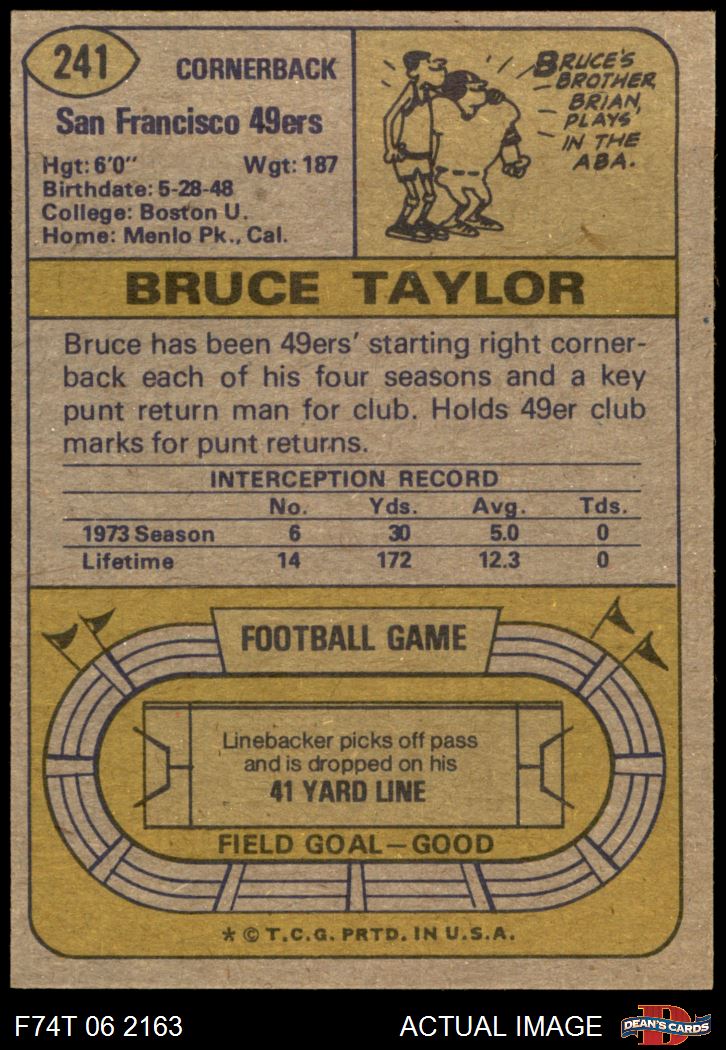 241
CORNERBACK
San Francisco 49ers
Hgt: 6'0" Wgt: 187
Birthdate: 5-28-48
College: Boston U.
Home: Menlo Pk., Cal.
BRUCE'S
BROTHER,
BRIAN,
PLAYS
IN THE
ABA.
BRUCE TAYLOR
Bruce has been 49ers' starting right corner-
back each of his four seasons and a key
punt return man for club. Holds 49er club
marks for punt returns.
INTERCEPTION RECORD
No. Yds. Avg. Tds.
1973 Season 6 30 5.0 0
Lifetime 14 172 12.3 0
FOOTBALL GAME
Linebacker picks off pass
and is dropped on his
41 YARD LINE
FIELD GOAL—GOOD
* © T.C.G. PRTD. IN U.S.A.
F74T 06 2163 ACTUAL IMAGE
D
DEAN'S CARDS